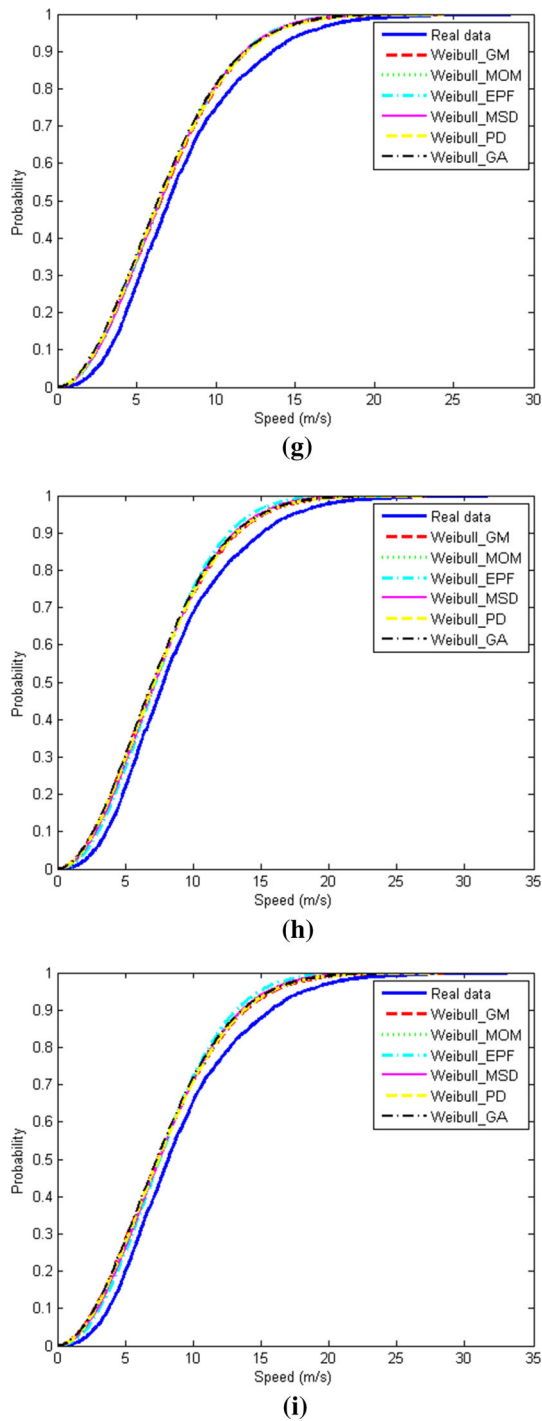 1
0.9
0.8
0.7
0.6
0.5
0.4
0.3
0.2
0.1
0
Probability
Real data
Weibull_GM
Weibull_MOM
Weibull_EPF
Weibull_MSD
Weibull_PD
Weibull_GA
0 5 10 15 20 25 30
Speed (m/s)
(g)
1
0.9
0.8
0.7
0.6
0.5
0.4
0.3
0.2
0.1
0
Probability
Real data
Weibull_GM
Weibull_MOM
Weibull_EPF
Weibull_MSD
Weibull_PD
Weibull_GA
0 5 10 15 20 25 30 35
Speed (m/s)
(h)
1
0.9
0.8
0.7
0.6
0.5
0.4
0.3
0.2
0.1
0
Probability
Real data
Weibull_GM
Weibull_MOM
Weibull_EPF
Weibull_MSD
Weibull_PD
Weibull_GA
0 5 10 15 20 25 30 35
Speed (m/s)
(i)